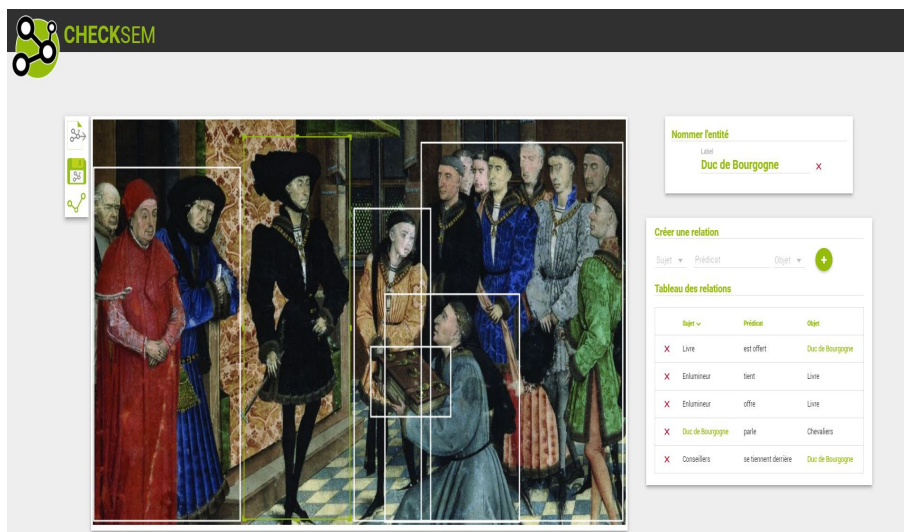 CHECKSEM
Nommer l'entité
Label
Duc de Bourgogne x
Créer une relation
Sujet Prédicat Objet +
Tableau des relations
Sujet Prédicat Objet
x Livre est offert Duc de Bourgogne
x Enlumineur tient Livre
x Enlumineur offre Livre
x Duc de Bourgogne parle Chevaliers
x Conseillers se tiennent derrière Duc de Bourgogne